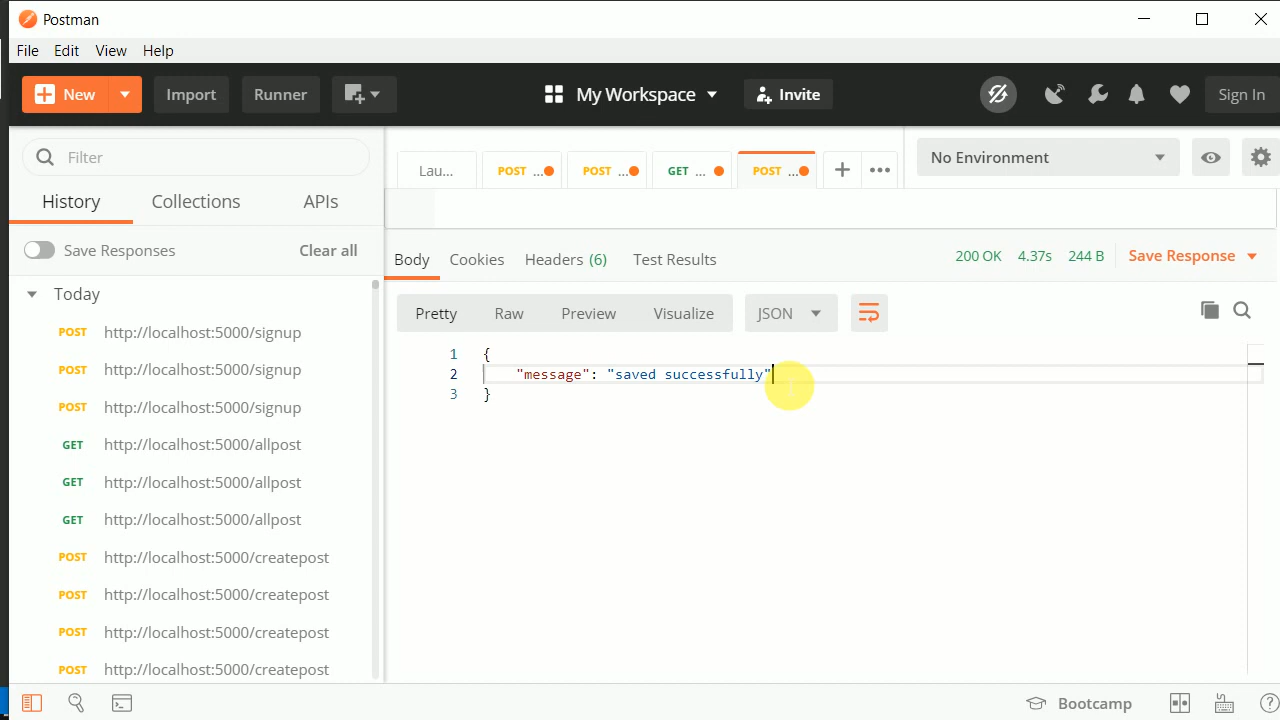 Postman
File Edit View Help
New Import Runner My Workspace Invite Sign In
Filter
History Collections APIs
Save Responses Clear all
Today
POST http://localhost:5000/signup
POST http://localhost:5000/signup
POST http://localhost:5000/signup
GET http://localhost:5000/allpost
GET http://localhost:5000/allpost
GET http://localhost:5000/allpost
POST http://localhost:5000/createpost
POST http://localhost:5000/createpost
POST http://localhost:5000/createpost
POST http://localhost:5000/createpost
Lau... POST ... POST ... GET ... POST ... + •••
No Environment
Body Cookies Headers (6) Test Results 200 OK 4.37s 244 B Save Response
Pretty Raw Preview Visualize JSON
1 {
2 "message": "saved successfully"
3 }
Bootcamp